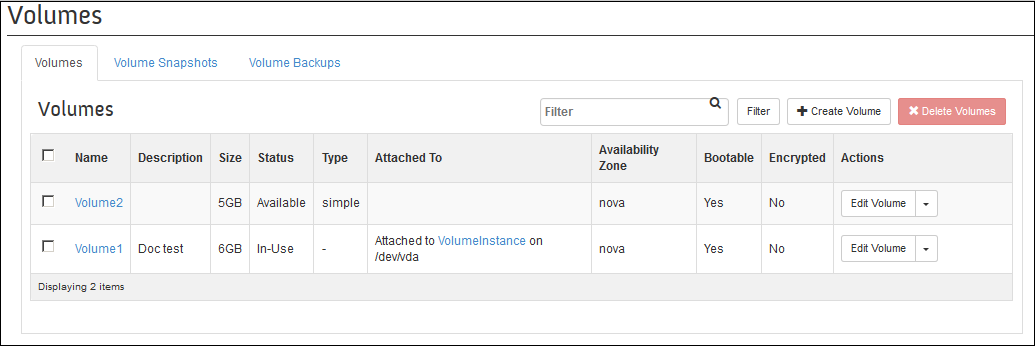 Volumes
Volumes Volume Snapshots Volume Backups
Volumes Filter Filter Create Volume Delete Volumes
Name Description Size Status Type Attached To Availability Zone Bootable Encrypted Actions
Volume2 5GB Available simple nova Yes No Edit Volume
Volume1 Doc test 6GB In-Use - Attached to VolumeInstance on /dev/vda nova Yes No Edit Volume
Displaying 2 items